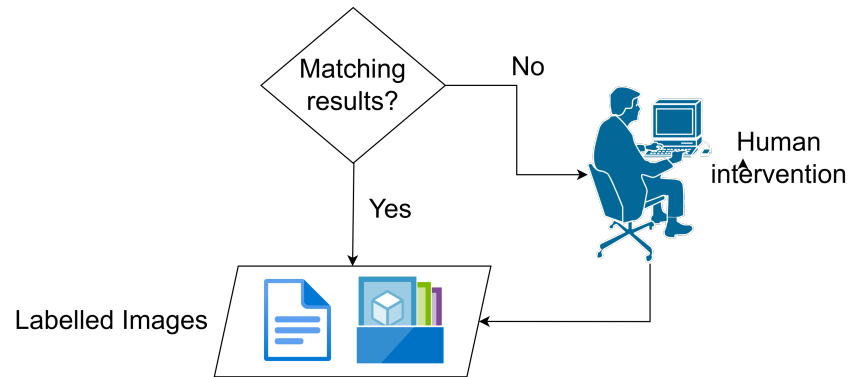 Matching
results?
No
Human
intervention
Yes
Labelled Images